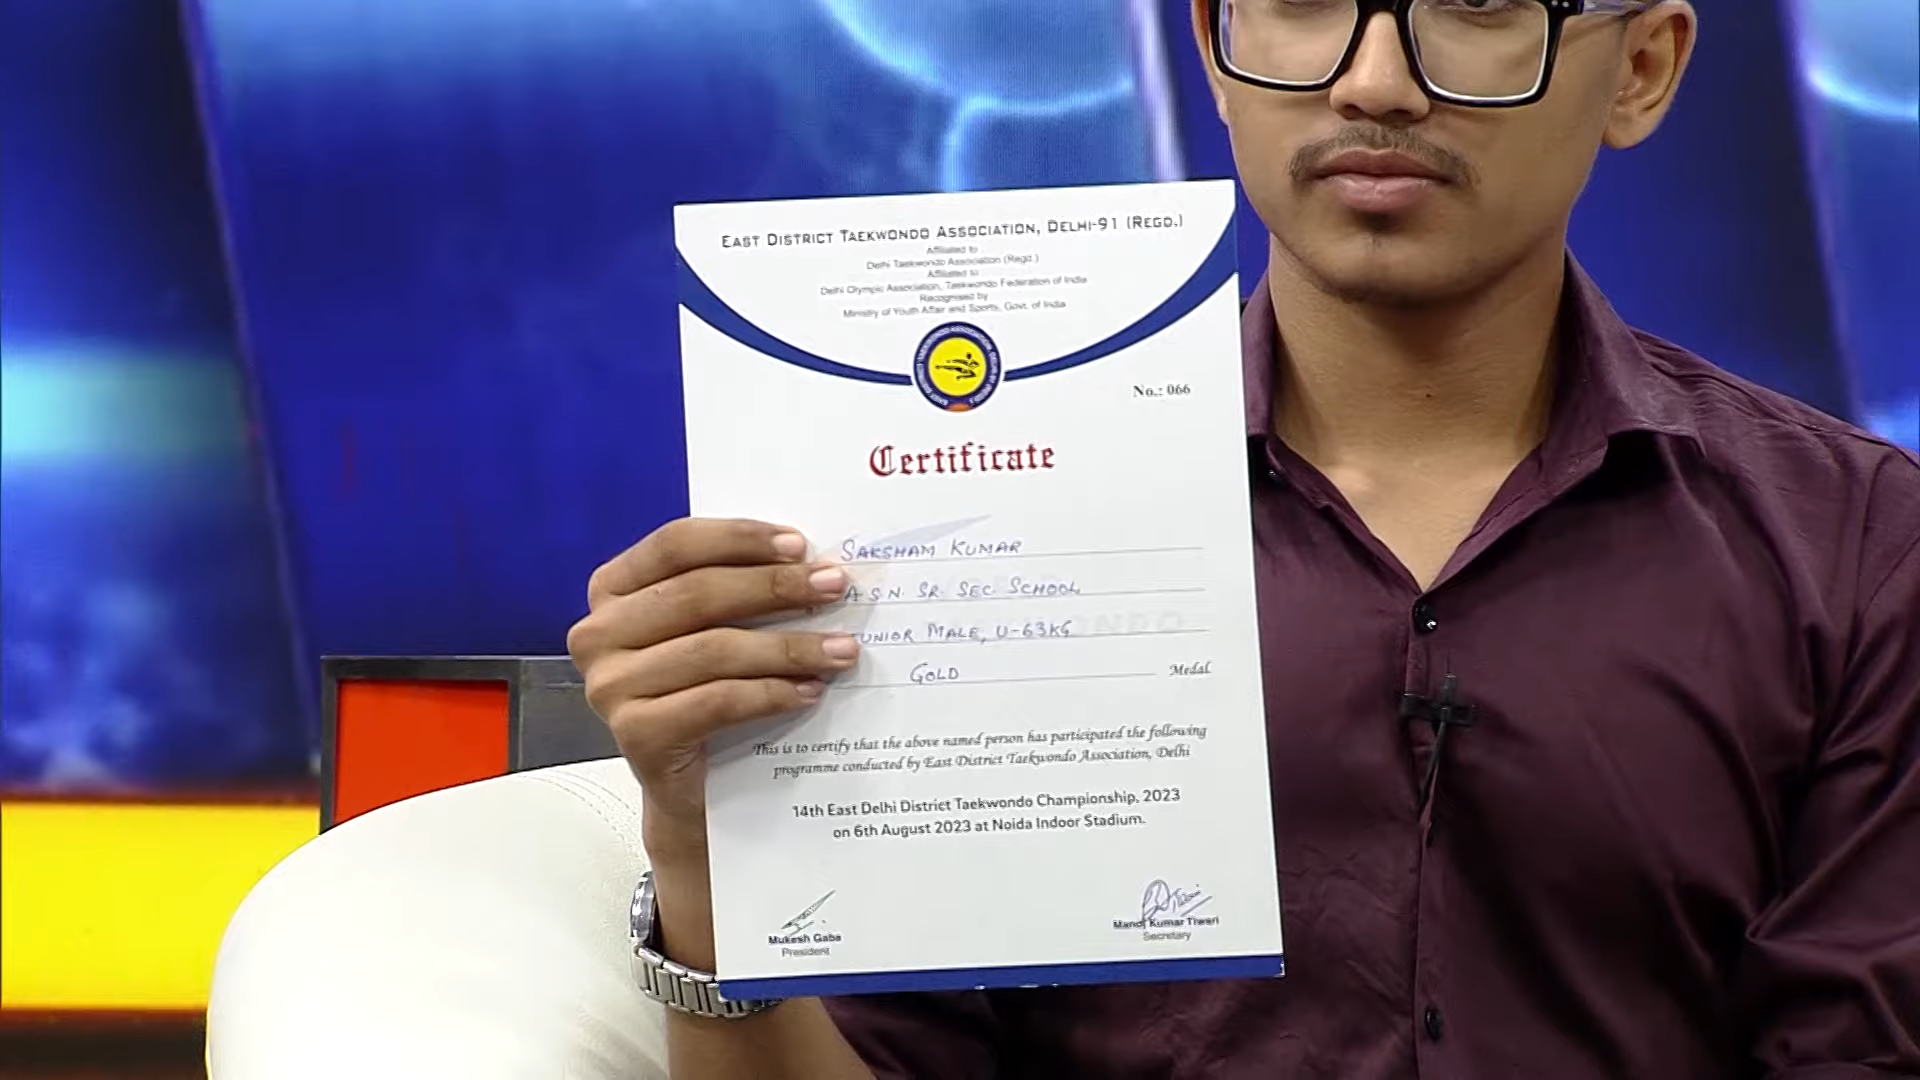 EAST DISTRICT TAEKWONDO ASSOCIATION, DELHI-91 (REGD.)
Affiliated to
Delhi Taekwondo Association (Regd.)
Affiliated to
Delhi Olympic Association, Taekwondo Federation of India
Recognised by
Ministry of Youth Affair and Sports, Govt. of India
No.: 066
Certificate
SAKSHAM KUMAR
A.S.N. SR. SEC. SCHOOL
JUNIOR MALE, U-63KG
GOLD Medal
This is to certify that the above named person has participated the following
programme conducted by East District Taekwondo Association, Delhi
14th East Delhi District Taekwondo Championship, 2023
on 6th August 2023 at Noida Indoor Stadium.
Mukesh Gaba
President
Manoj Kumar Tiwari
Secretary